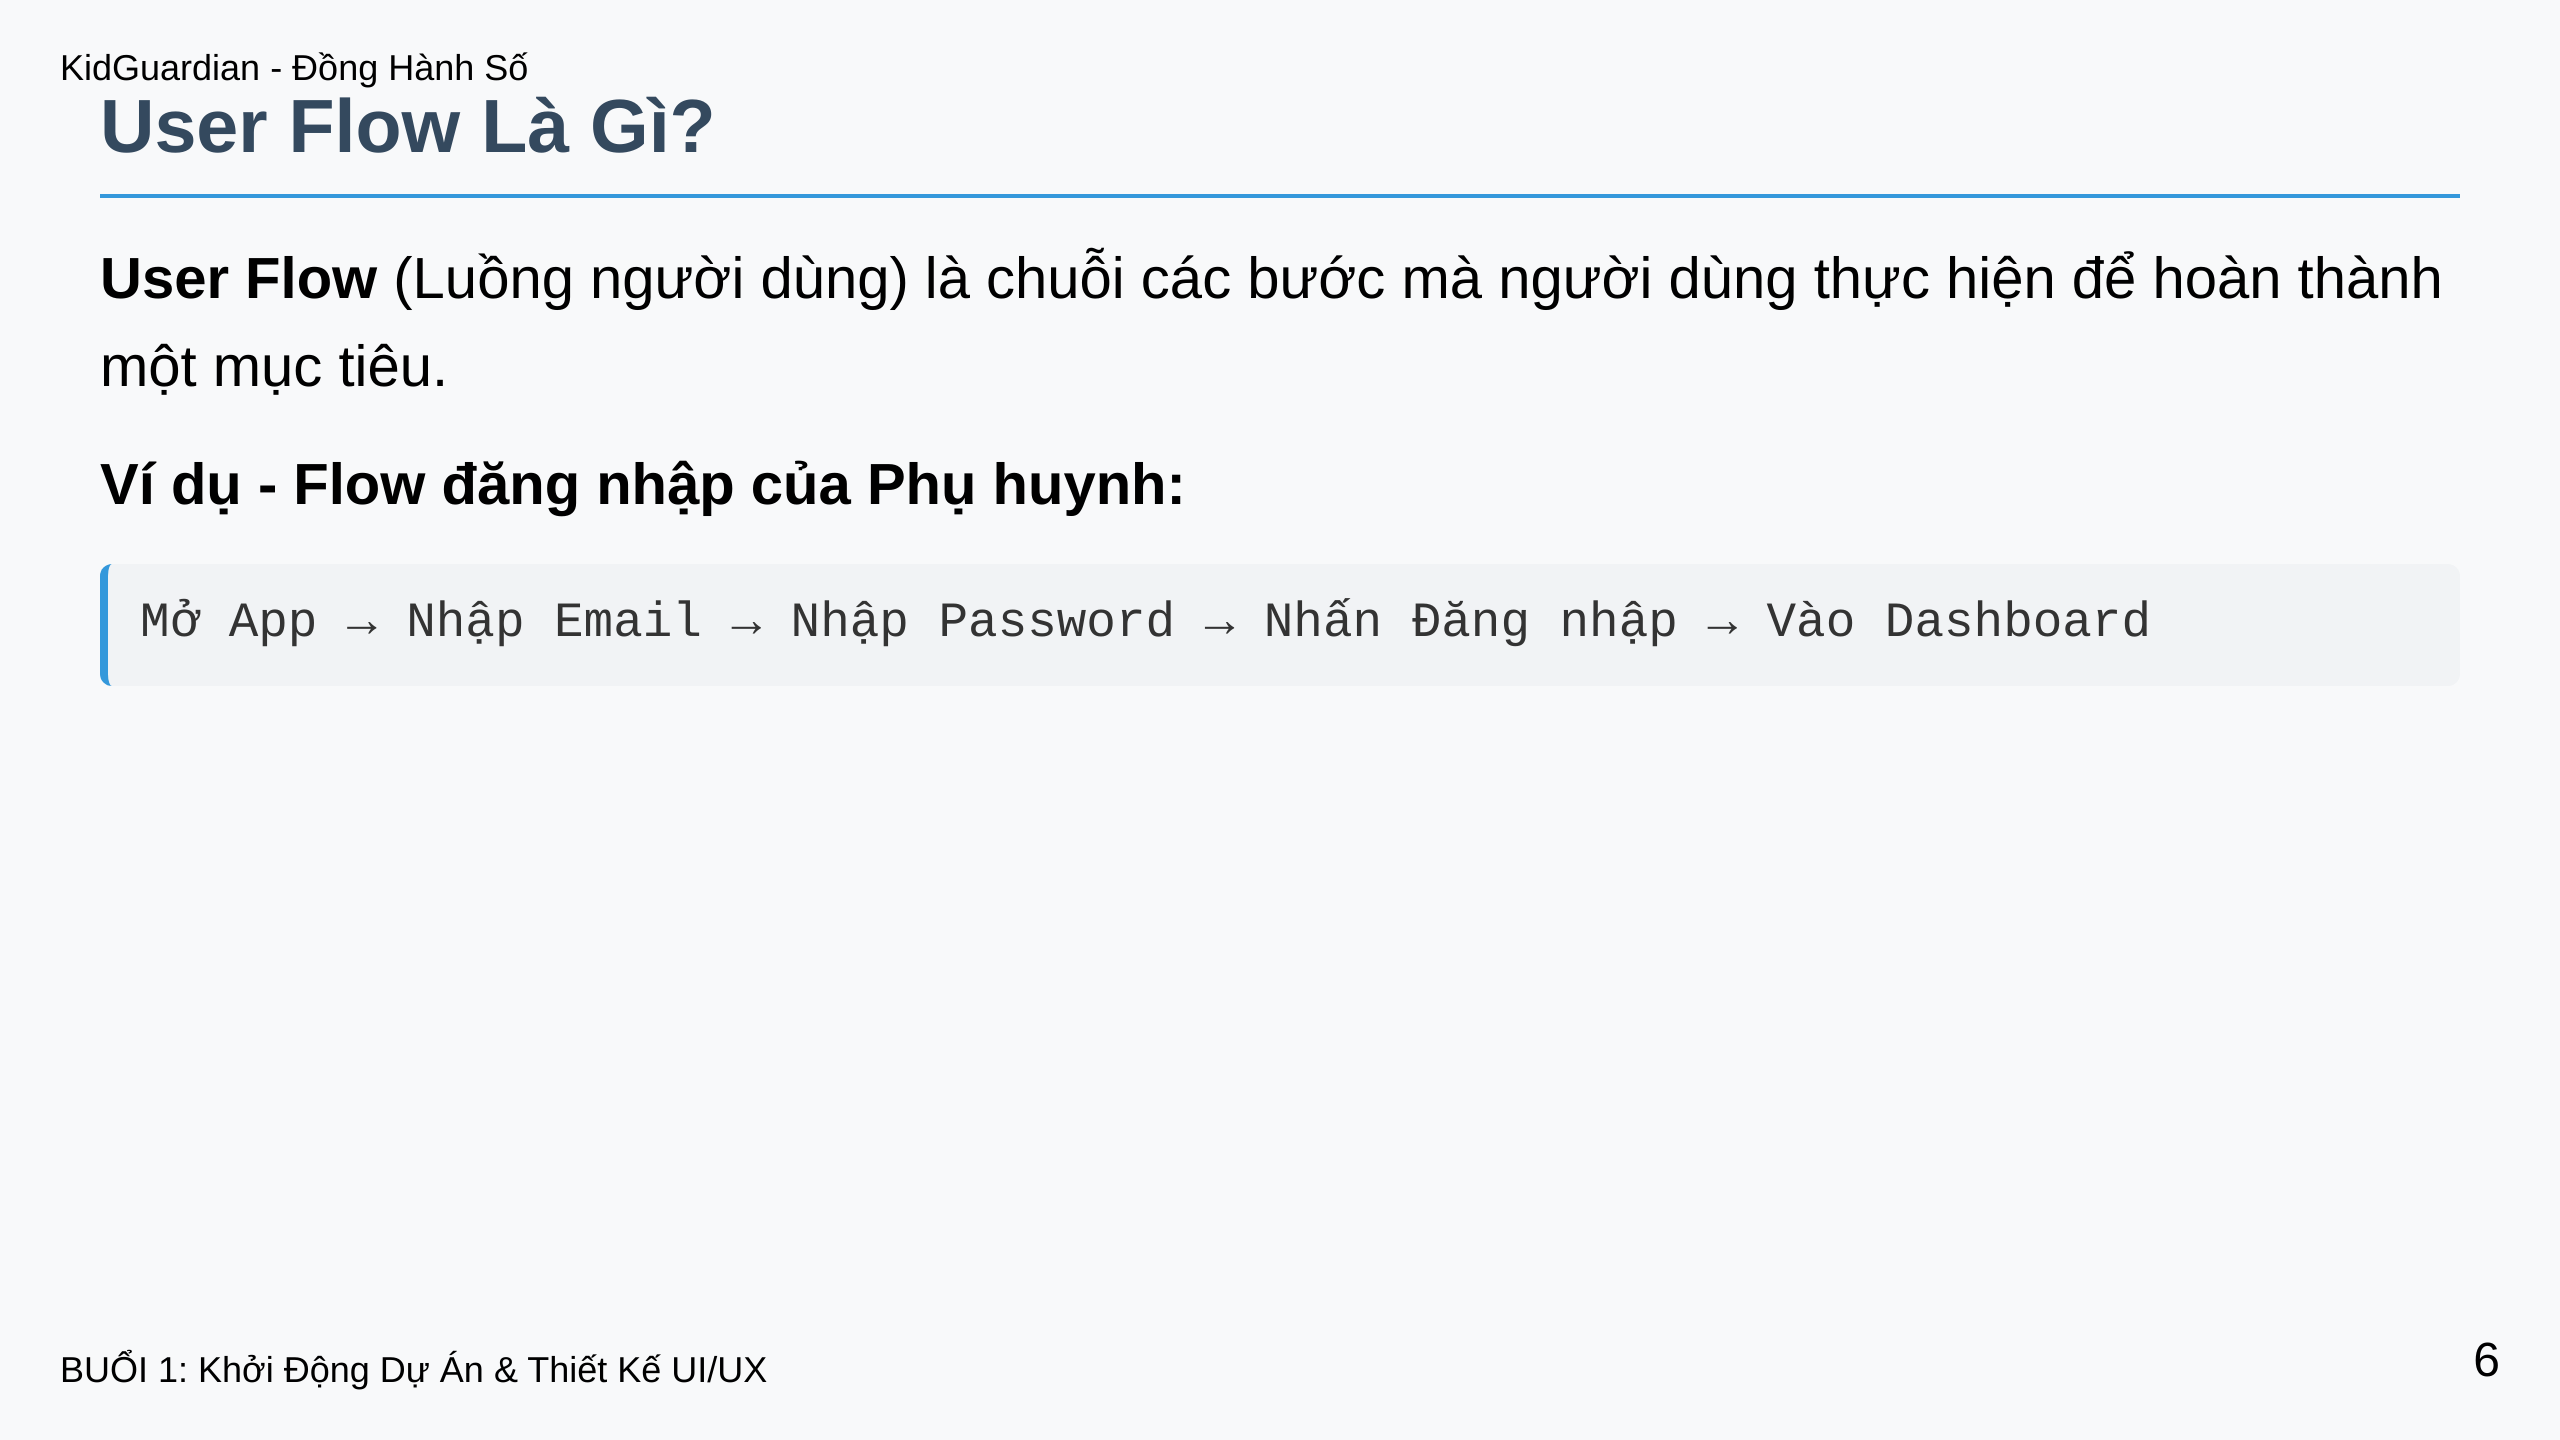 KidGuardian - Đồng Hành Số
User Flow Là Gì?
User Flow (Luồng người dùng) là chuỗi các bước mà người dùng thực hiện để hoàn thành
một mục tiêu.
Ví dụ - Flow đăng nhập của Phụ huynh:
Mở App → Nhập Email → Nhập Password → Nhấn Đăng nhập → Vào Dashboard
BUỔI 1: Khởi Động Dự Án & Thiết Kế UI/UX
6